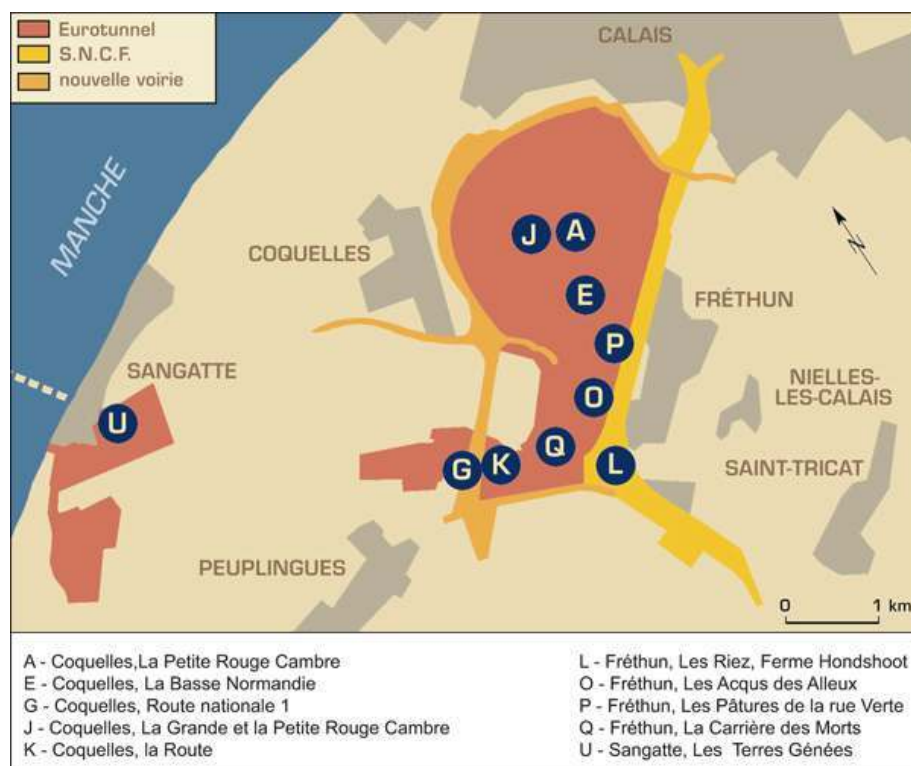 Eurotunnel
S.N.C.F.
nouvelle voirie
CALAIS
MANCHE
COQUELLES
J
A
E
FRÉTHUN
P
SANGATTE
NIELLES-
LES-CALAIS
O
U
Q
G
K
L
SAINT-TRICAT
PEUPLINGUES
N
0 1 km
A - Coquelles,La Petite Rouge Cambre
E - Coquelles, La Basse Normandie
G - Coquelles, Route nationale 1
J - Coquelles, La Grande et la Petite Rouge Cambre
K - Coquelles, la Route
L - Fréthun, Les Riez, Ferme Hondshoot
O - Fréthun, Les Acqus des Alleux
P - Fréthun, Les Pâtures de la rue Verte
Q - Fréthun, La Carrière des Morts
U - Sangatte, Les Terres Génées